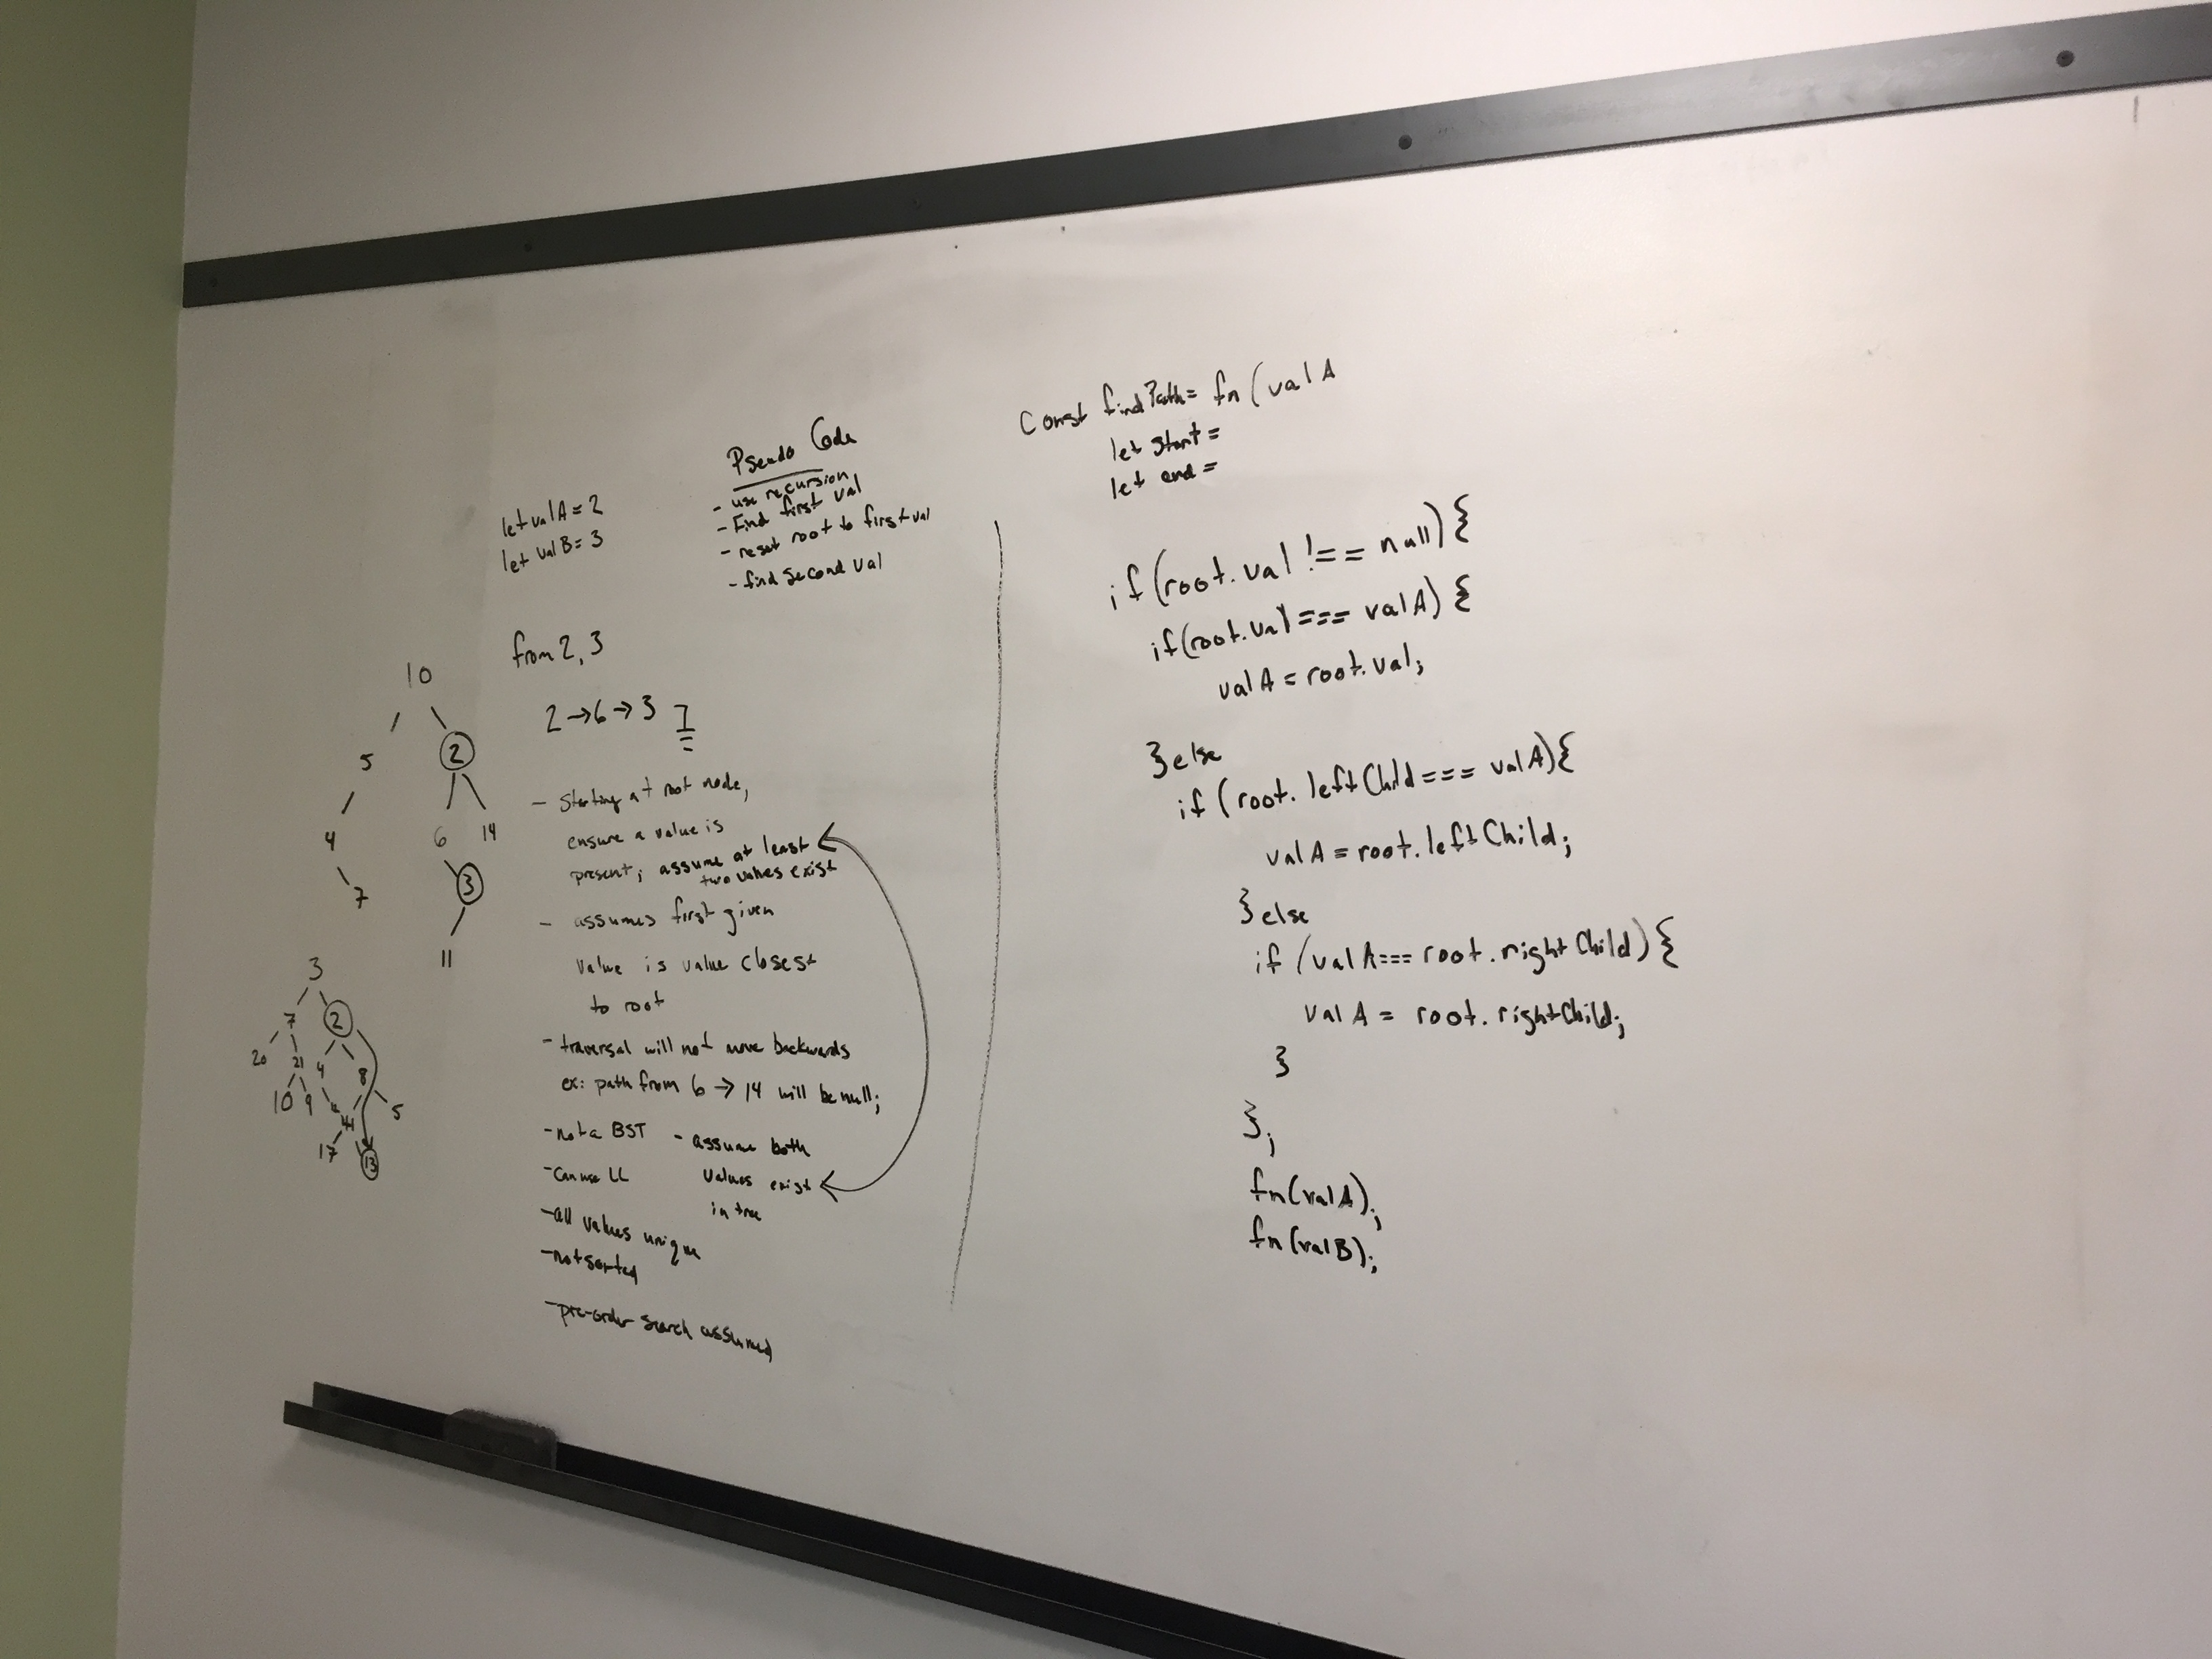 let valA = 2
let valB = 3
Pseudo Code
- use recursion
- Find first val
- reset root to first val
- find second val
from 2, 3
2 → 6 → 3
10
5 2
4 6 14
7 3
11
3
7 2
20 21 4 8
10 9 5
17 13
- Starting at root node,
ensure a value is
present; assume at least
two values exist
- assumes first given
value is value closest
to root
- traversal will not move backwards
ex: path from 6 → 14 will be null;
- not a BST - assume both
- Can use LL values exist
in tree
- all values unique
- not sorted
- pre-order search assumed
Const findPath = fn (valA
let start =
let end =
if (root.val !== null) {
if (root.val === valA) {
valA = root.val;
} else
if (root.leftChild === valA) {
valA = root.leftChild;
} else
if (valA === root.rightChild) {
valA = root.rightChild;
}
};
fn(valA);
fn(valB);